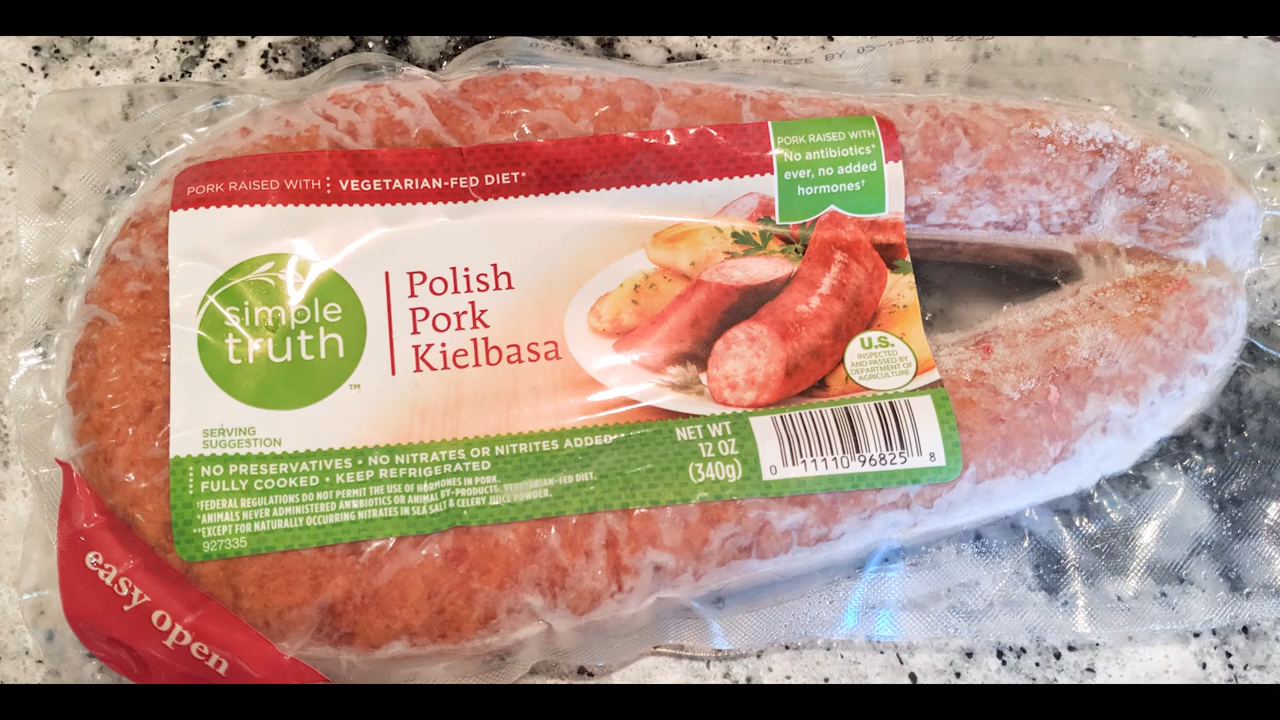 FREEZE BY 05-19-20
PORK RAISED WITH VEGETARIAN-FED DIET*
PORK RAISED WITH
No antibiotics*
ever, no added
hormones†
simple
truth™
Polish
Pork
Kielbasa
U.S.
INSPECTED
AND PASSED BY
DEPARTMENT OF
AGRICULTURE
SERVING
SUGGESTION
NO PRESERVATIVES • NO NITRATES OR NITRITES ADDED**
FULLY COOKED • KEEP REFRIGERATED
†FEDERAL REGULATIONS DO NOT PERMIT THE USE OF HORMONES IN PORK.
*ANIMALS NEVER ADMINISTERED ANTIBIOTICS OR ANIMAL BY-PRODUCTS, VEGETARIAN-FED DIET.
**EXCEPT FOR NATURALLY OCCURRING NITRATES IN SEA SALT & CELERY JUICE POWDER.
927335
NET WT
12 OZ
(340g)
0 11110 96825 8
easy open